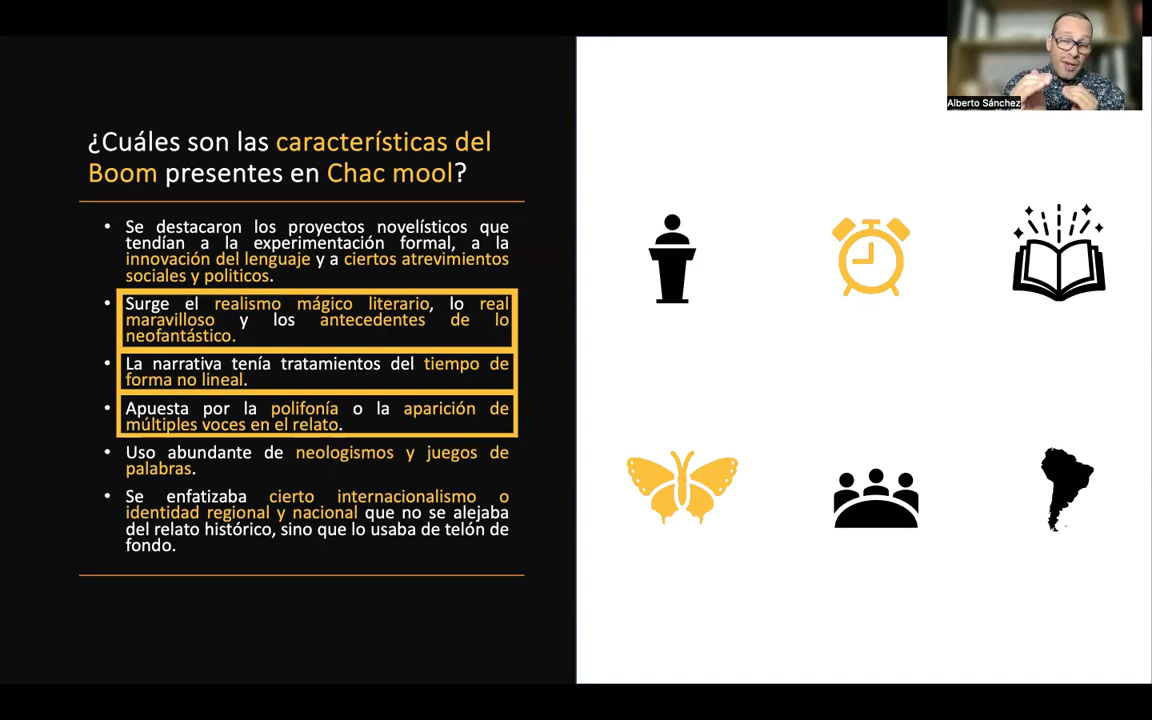 Alberto Sánchez
¿Cuáles son las características del
Boom presentes en Chac mool?
• Se destacaron los proyectos novelísticos que
tendían a la experimentación formal, a la
innovación del lenguaje y a ciertos atrevimientos
sociales y politicos.
• Surge el realismo mágico literario, lo real
maravilloso y los antecedentes de lo
neofantástico.
• La narrativa tenía tratamientos del tiempo de
forma no lineal.
• Apuesta por la polifonía o la aparición de
múltiples voces en el relato.
• Uso abundante de neologismos y juegos de
palabras.
• Se enfatizaba cierto internacionalismo o
identidad regional y nacional que no se alejaba
del relato histórico, sino que lo usaba de telón de
fondo.